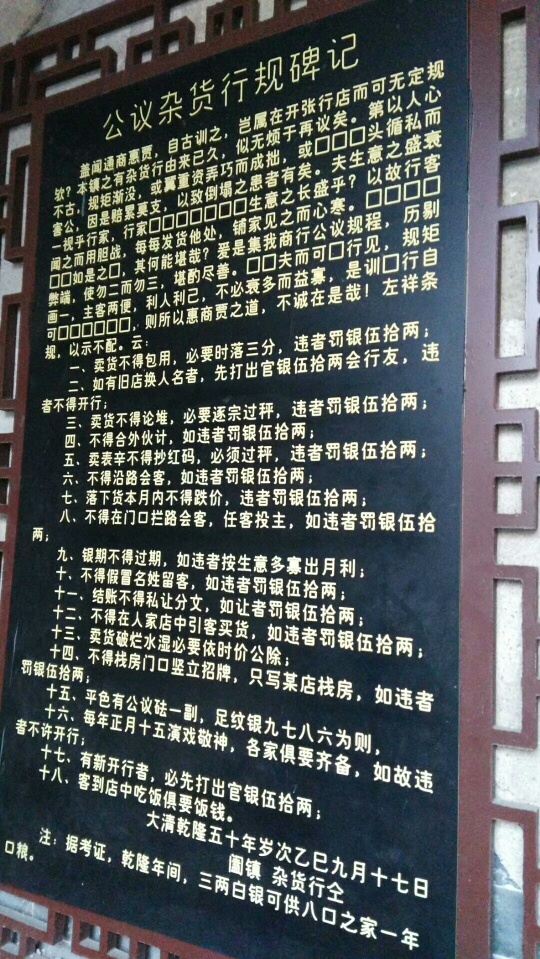 公议杂货行规碑记
盖闻通商惠贾，自古训之，岂属在开张行店而可无定规
欤？本镇之有杂货行由来已久，似无烦于再议矣。第以人心
不古，规矩渐没，或冀重资弄巧而成拙，或□□□头循私而
害公，因是赔累莫支，以致倒塌之患者有矣。夫生意之盛衰
一视乎行家，行家□□□□□□□生意之长盛乎？以故行客
闻之而用胆战，每每发货他处，铺家见之而心寒。□□□□
□□如是之□，其何能堪哉？爰是集我商行公议规程，历剔
弊端，使勿二而勿三，堪酌尽善。□□夫而可□行见，规矩
画一，主客两便，利人利己，不必衰多而益寡，是训□行自
可□□□□□□，则所以惠商贾之道，不诚在是哉！左祥条
规，以示不配。云：
一、卖货不得包用，必要时落三分，违者罚银伍拾两；
二、如有旧店换人名者，先打出官银伍拾两会行友，违
者不得开行；
三、卖货不得论堆，必要逐宗过秤，违者罚银伍拾两；
四、不得合外伙计，如违者罚银伍拾两；
五、卖表辛不得抄红码，必须过秤，违者罚银伍拾两；
六、不得沿路会客，如违者罚银伍拾两；
七、落下货本月内不得跌价，违者罚银伍拾两；
八、不得在门口拦路会客，任客投主，如违者罚银伍拾
两；
九、银期不得过期，如违者按生意多寡出月利；
十、不得假冒名姓留客，如违者罚银伍拾两；
十一、结账不得私让分文，如让者罚银伍拾两；
十二、不得在人家店中引客买货，如违者罚银伍拾两；
十三、卖货破烂水湿必要依时价公除；
十四、不得栈房门口竖立招牌，只写某店栈房，如违者
罚银伍拾两；
十五、平色有公议砝一副，足纹银九七八六为则，
十六、每年正月十五演戏敬神，各家俱要齐备，如故违
者不许开行；
十七、有新开行者，必先打出官银伍拾两；
十八、客到店中吃饭俱要饭钱。
大清乾隆五十年岁次乙巳九月十七日
阖镇 杂货行仝
注：据考证，乾隆年间，三两白银可供八口之家一年
口粮。